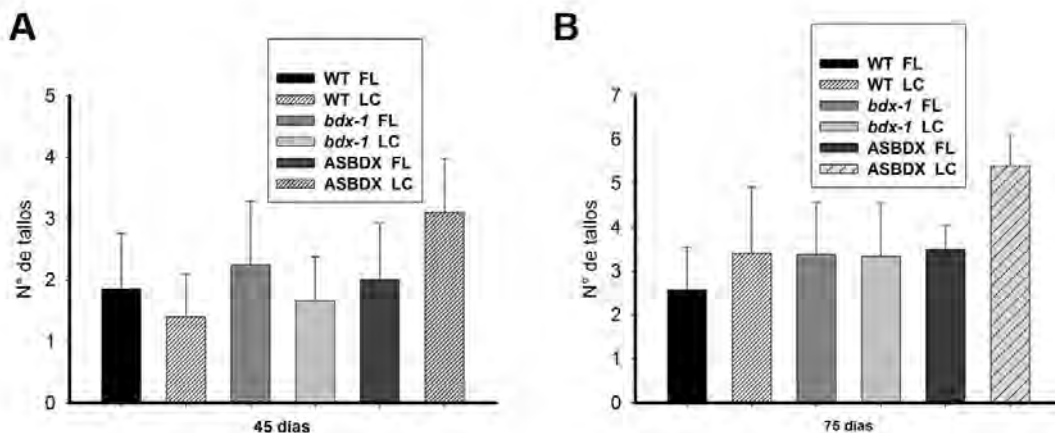 A
WT FL
WT LC
bdx-1 FL
bdx-1 LC
ASBDX FL
ASBDX LC
5
4
3
2
1
0
N° de tallos
45 dias
B
WT FL
WT LC
bdx-1 FL
bdx-1 LC
ASBDX FL
ASBDX LC
7
6
5
4
3
2
1
0
N° de tallos
75 dias